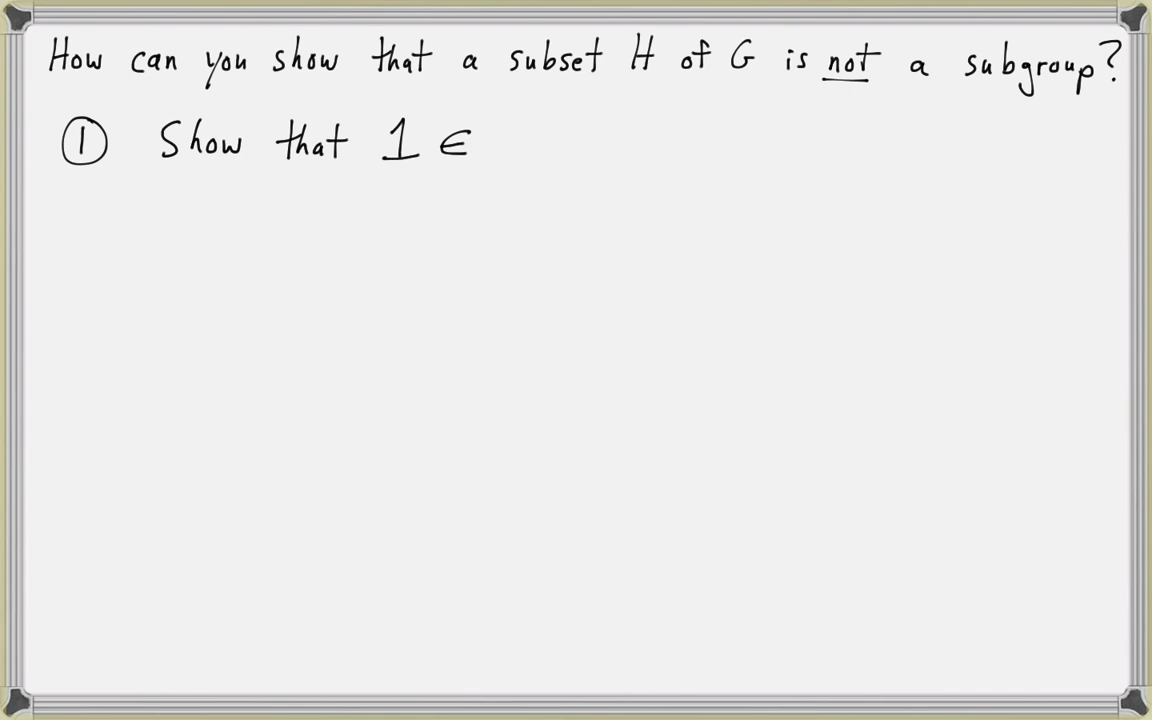 How can you show that a subset H of G is not a subgroup?
① Show that 1 ∈